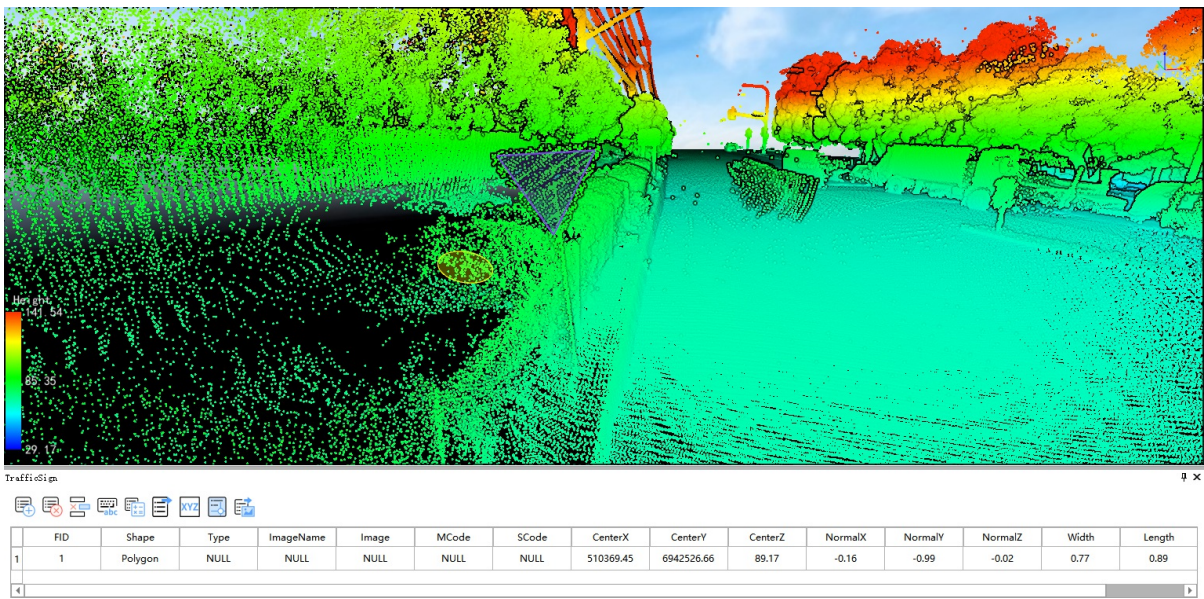 Height
141 54
85 35
29 17
TrafficSign
abc
XYZ
FID Shape Type ImageName Image MCode SCode CenterX CenterY CenterZ NormalX NormalY NormalZ Width Length
1 1 Polygon NULL NULL NULL NULL NULL 510369.45 6942526.66 89.17 -0.16 -0.99 -0.02 0.77 0.89